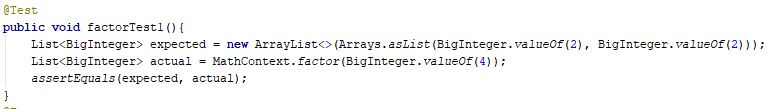 @Test
public void factorTest1(){
    List<BigInteger> expected = new ArrayList<>(Arrays.asList(BigInteger.valueOf(2), BigInteger.valueOf(2)));
    List<BigInteger> actual = MathContext.factor(BigInteger.valueOf(4));
    assertEquals(expected, actual);
}